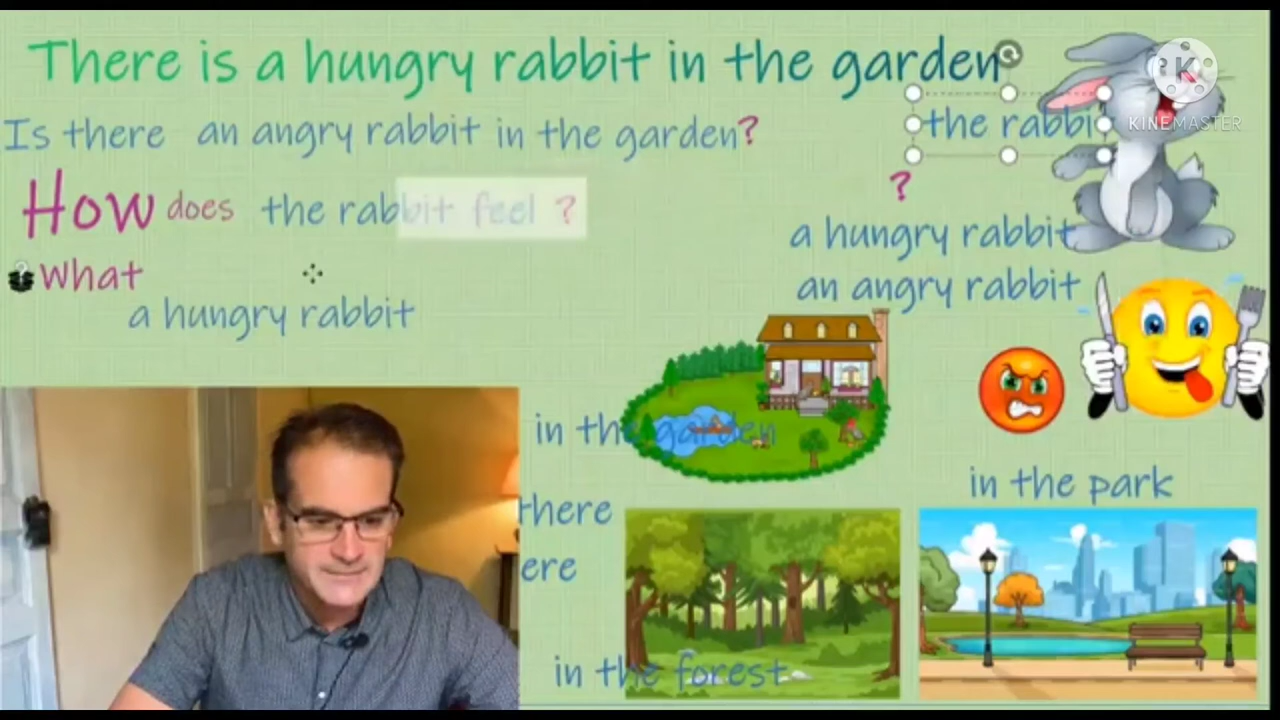 There is a hungry rabbit in the garden
Is there an angry rabbit in the garden?
the rabbi
KINEMASTER
How does the rabbit feel ?
?
a hungry rabbit
what
an angry rabbit
a hungry rabbit
in the garden
in the park
there
ere
in the forest